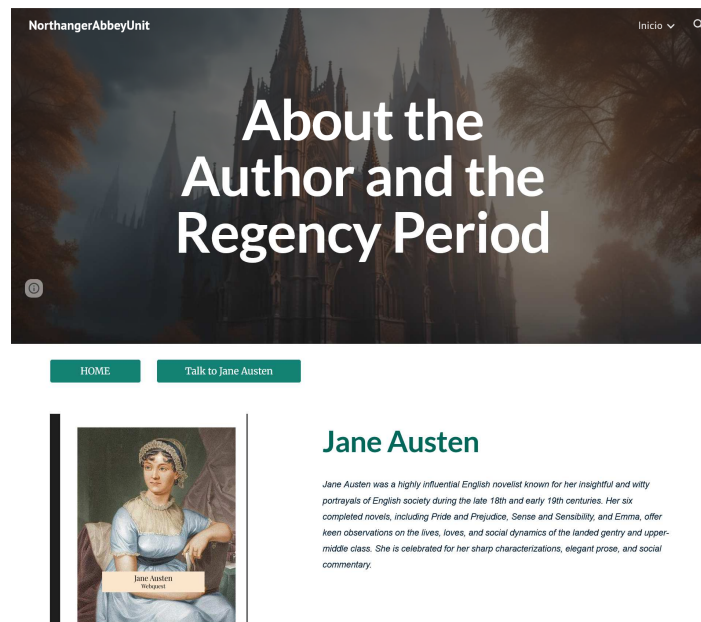 NorthangerAbbeyUnit
Inicio
About the
Author and the
Regency Period
HOME
Talk to Jane Austen
Jane Austen
Webquest
Jane Austen
Jane Austen was a highly influential English novelist known for her insightful and witty
portrayals of English society during the late 18th and early 19th centuries. Her six
completed novels, including Pride and Prejudice, Sense and Sensibility, and Emma, offer
keen observations on the lives, loves, and social dynamics of the landed gentry and upper-
middle class. She is celebrated for her sharp characterizations, elegant prose, and social
commentary.